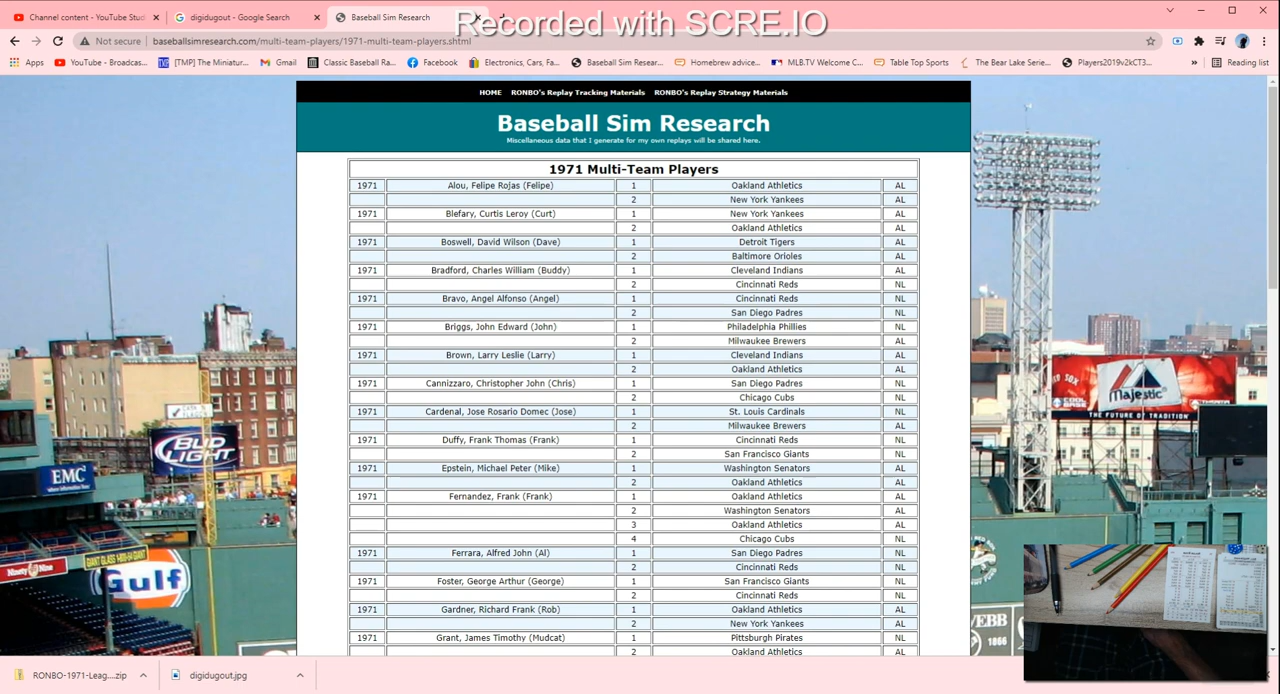 Recorded with SCRE.IO
Channel content - YouTube Stud
digidugout - Google Search
Baseball Sim Research
Not secure
baseballsimresearch.com/multi-team-players/1971-multi-team-players.shtml
Apps
YouTube - Broadcas...
[TMP] The Miniatur...
Gmail
Classic Baseball Ra...
Facebook
Electronics, Cars, Fa...
Baseball Sim Resear...
Homebrew advice...
MLB.TV Welcome C...
Table Top Sports
The Bear Lake Serie...
Players2019v2kCT3...
»
Reading list
HOME RONBO's Replay Tracking Materials RONBO's Replay Strategy Materials
Baseball Sim Research
Miscellaneous data that I generate for my own replays will be shared here.
1971 Multi-Team Players
1971 Alou, Felipe Rojas (Felipe) 1 Oakland Athletics AL
2 New York Yankees AL
1971 Blefary, Curtis Leroy (Curt) 1 New York Yankees AL
2 Oakland Athletics AL
1971 Boswell, David Wilson (Dave) 1 Detroit Tigers AL
2 Baltimore Orioles AL
1971 Bradford, Charles William (Buddy) 1 Cleveland Indians AL
2 Cincinnati Reds NL
1971 Bravo, Angel Alfonso (Angel) 1 Cincinnati Reds NL
2 San Diego Padres NL
1971 Briggs, John Edward (John) 1 Philadelphia Phillies NL
2 Milwaukee Brewers AL
1971 Brown, Larry Leslie (Larry) 1 Cleveland Indians AL
2 Oakland Athletics AL
1971 Cannizzaro, Christopher John (Chris) 1 San Diego Padres NL
2 Chicago Cubs NL
1971 Cardenal, Jose Rosario Domec (Jose) 1 St. Louis Cardinals NL
2 Milwaukee Brewers AL
1971 Duffy, Frank Thomas (Frank) 1 Cincinnati Reds NL
2 San Francisco Giants NL
1971 Epstein, Michael Peter (Mike) 1 Washington Senators AL
2 Oakland Athletics AL
1971 Fernandez, Frank (Frank) 1 Oakland Athletics AL
2 Washington Senators AL
3 Oakland Athletics AL
4 Chicago Cubs NL
1971 Ferrara, Alfred John (Al) 1 San Diego Padres NL
2 Cincinnati Reds NL
1971 Foster, George Arthur (George) 1 San Francisco Giants NL
2 Cincinnati Reds NL
1971 Gardner, Richard Frank (Rob) 1 Oakland Athletics AL
2 New York Yankees AL
1971 Grant, James Timothy (Mudcat) 1 Pittsburgh Pirates NL
2 Oakland Athletics AL
BUD
LIGHT
EMC
GIANT GLASS 1-800-54-GIANT
Ninety Nine
Gulf
RED SOX
COOL BASE
Majestic
THE FUTURE OF TRADITION
WEBB
1866
RONBO-1971-Leag....zip
digidugout.jpg